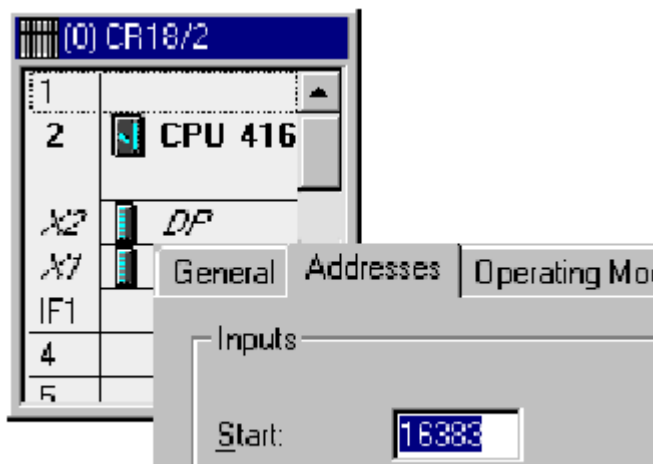 (0) CR18/2
1
2 CPU 416
X2 DP
X1
IF1
4
5
General Addresses Operating Mo
Inputs
Start: 16383